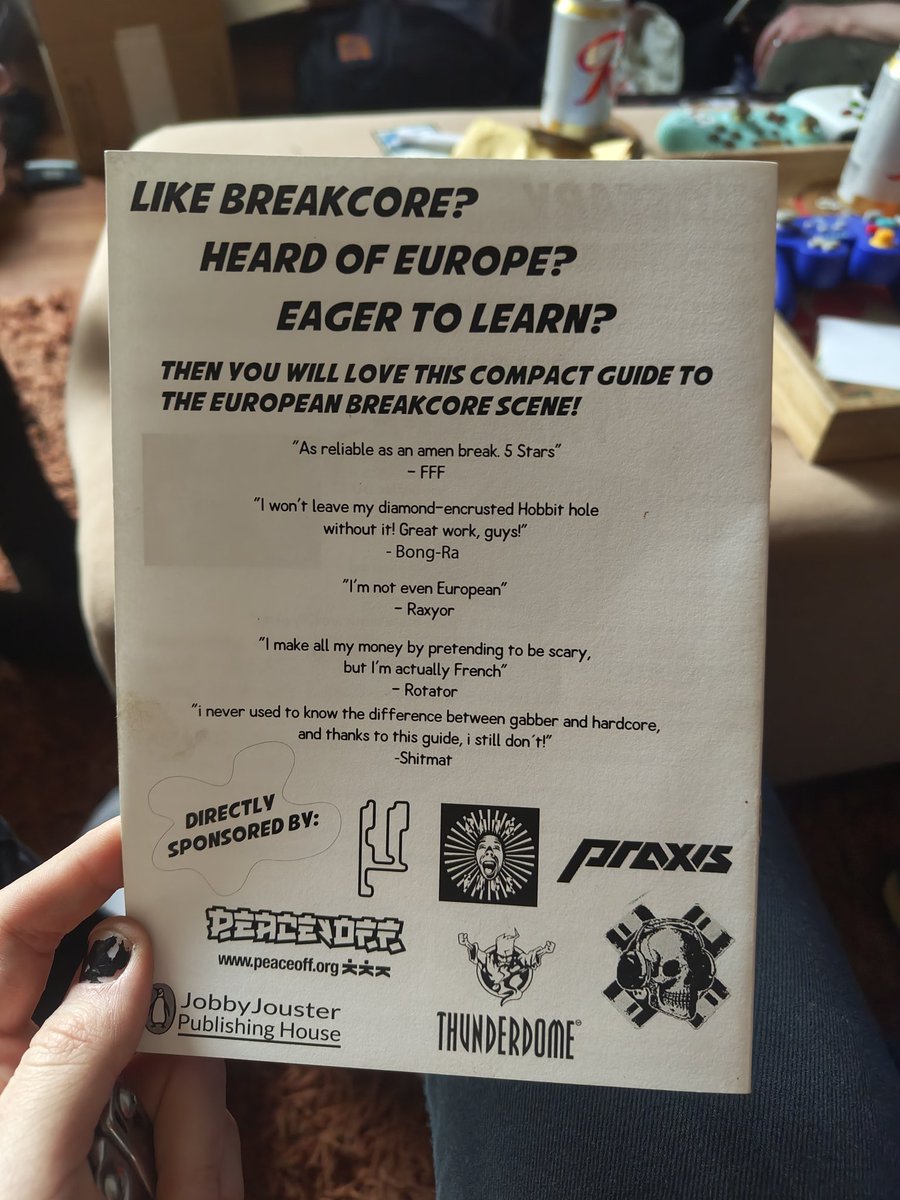 LIKE BREAKCORE?
HEARD OF EUROPE?
EAGER TO LEARN?
THEN YOU WILL LOVE THIS COMPACT GUIDE TO
THE EUROPEAN BREAKCORE SCENE!
"As reliable as an amen break. 5 Stars"
– FFF
"I won't leave my diamond-encrusted Hobbit hole
without it! Great work, guys!"
- Bong-Ra
"I'm not even European"
– Raxyor
"I make all my money by pretending to be scary,
but I'm actually French"
– Rotator
"i never used to know the difference between gabber and hardcore,
and thanks to this guide, i still don´t!"
-Shitmat
DIRECTLY
SPONSORED BY:
µ
PRAXIS
PEACE\OFF.
www.peaceoff.org
JobbyJouster
Publishing House
THUNDERDOME